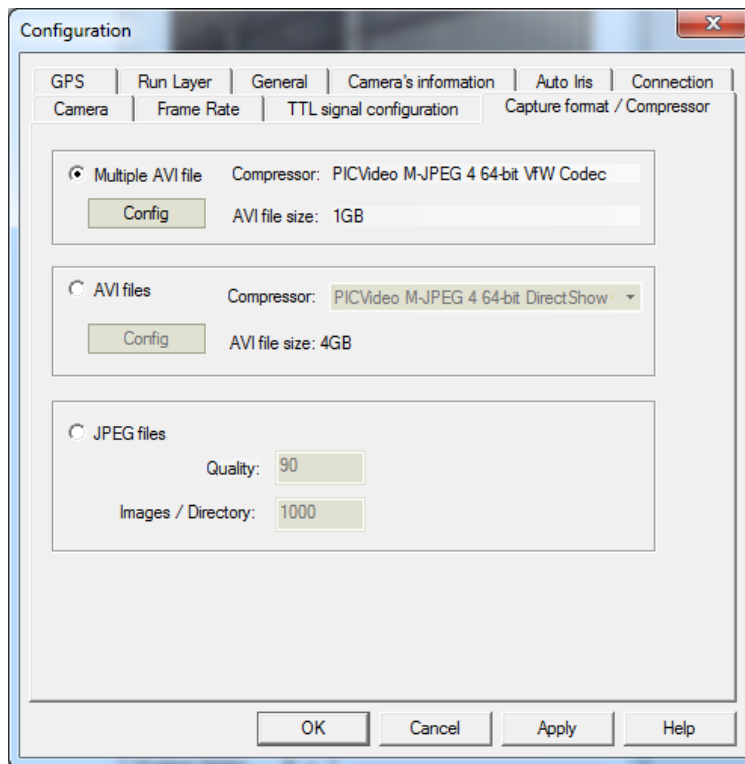 Configuration
X
GPS Run Layer General Camera's information Auto Iris Connection
Camera Frame Rate TTL signal configuration Capture format / Compressor
Multiple AVI file Compressor: PICVideo M-JPEG 4 64-bit VfW Codec
Config AVI file size: 1GB
AVI files Compressor: PICVideo M-JPEG 4 64-bit DirectShow
Config AVI file size: 4GB
JPEG files
Quality: 90
Images / Directory: 1000
OK Cancel Apply Help